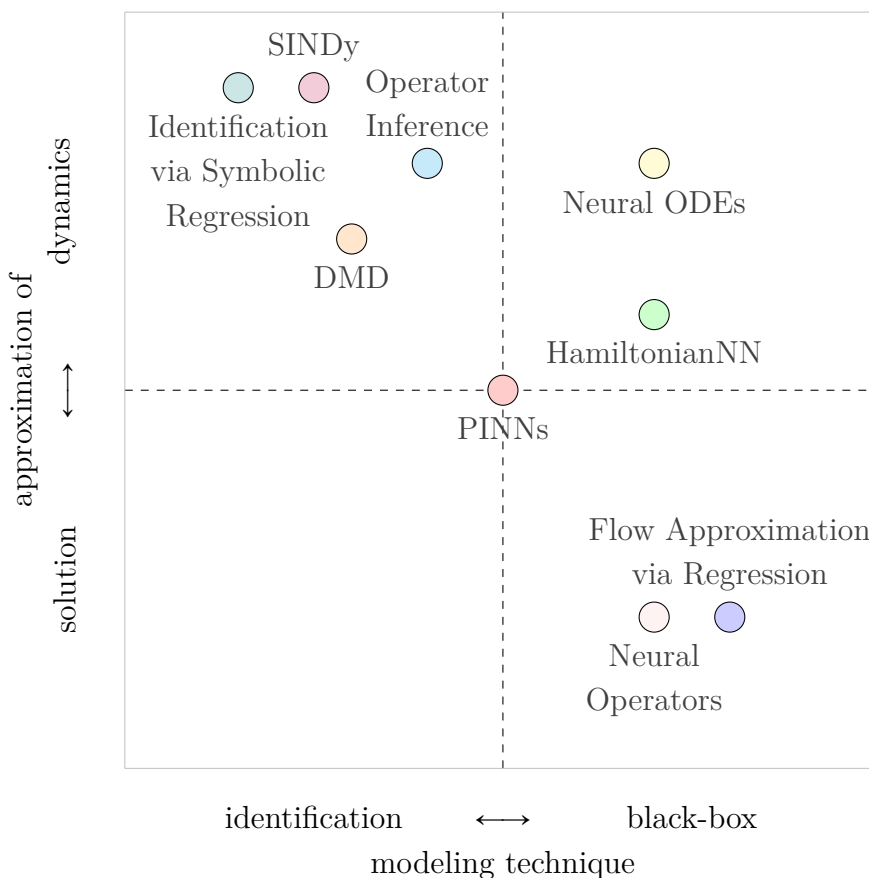 SINDy
Operator
Inference
Identification
via Symbolic
Regression
Neural ODEs
DMD
HamiltonianNN
PINNs
Flow Approximation
via Regression
Neural
Operators
approximation of
dynamics
⟷
solution
identification ⟷ black-box
modeling technique